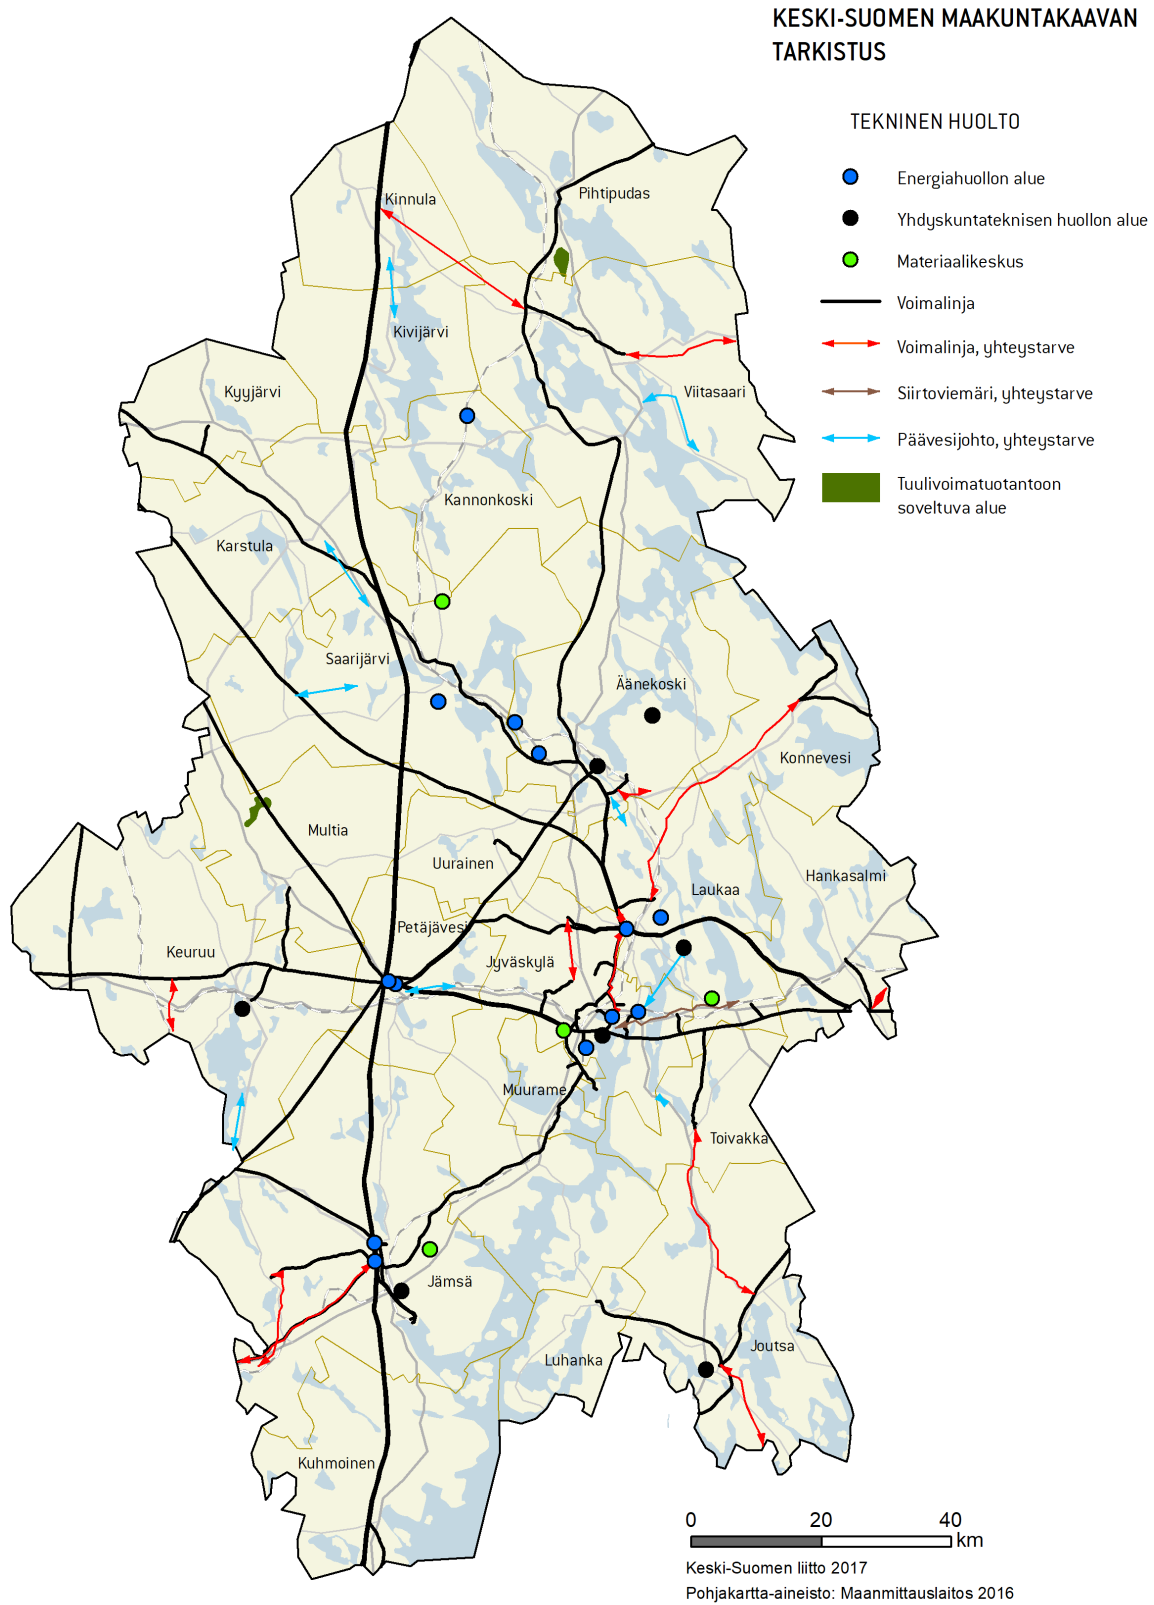 KESKI-SUOMEN MAAKUNTAKAAVAN
TARKISTUS
TEKNINEN HUOLTO
Energiahuollon alue
Yhdyskuntateknisen huollon alue
Materiaalikeskus
Voimalinja
Voimalinja, yhteystarve
Siirtoviemäri, yhteystarve
Päävesijohto, yhteystarve
Tuulivoimatuotantoon
soveltuva alue
Kinnula
Pihtipudas
Kivijärvi
Kyyjärvi
Viitasaari
Kannonkoski
Karstula
Saarijärvi
Äänekoski
Konnevesi
Multia
Uurainen
Hankasalmi
Laukaa
Petäjävesi
Keuruu
Jyväskylä
Muurame
Toivakka
Jämsä
Joutsa
Luhanka
Kuhmoinen
0 20 40
km
Keski-Suomen liitto 2017
Pohjakartta-aineisto: Maanmittauslaitos 2016